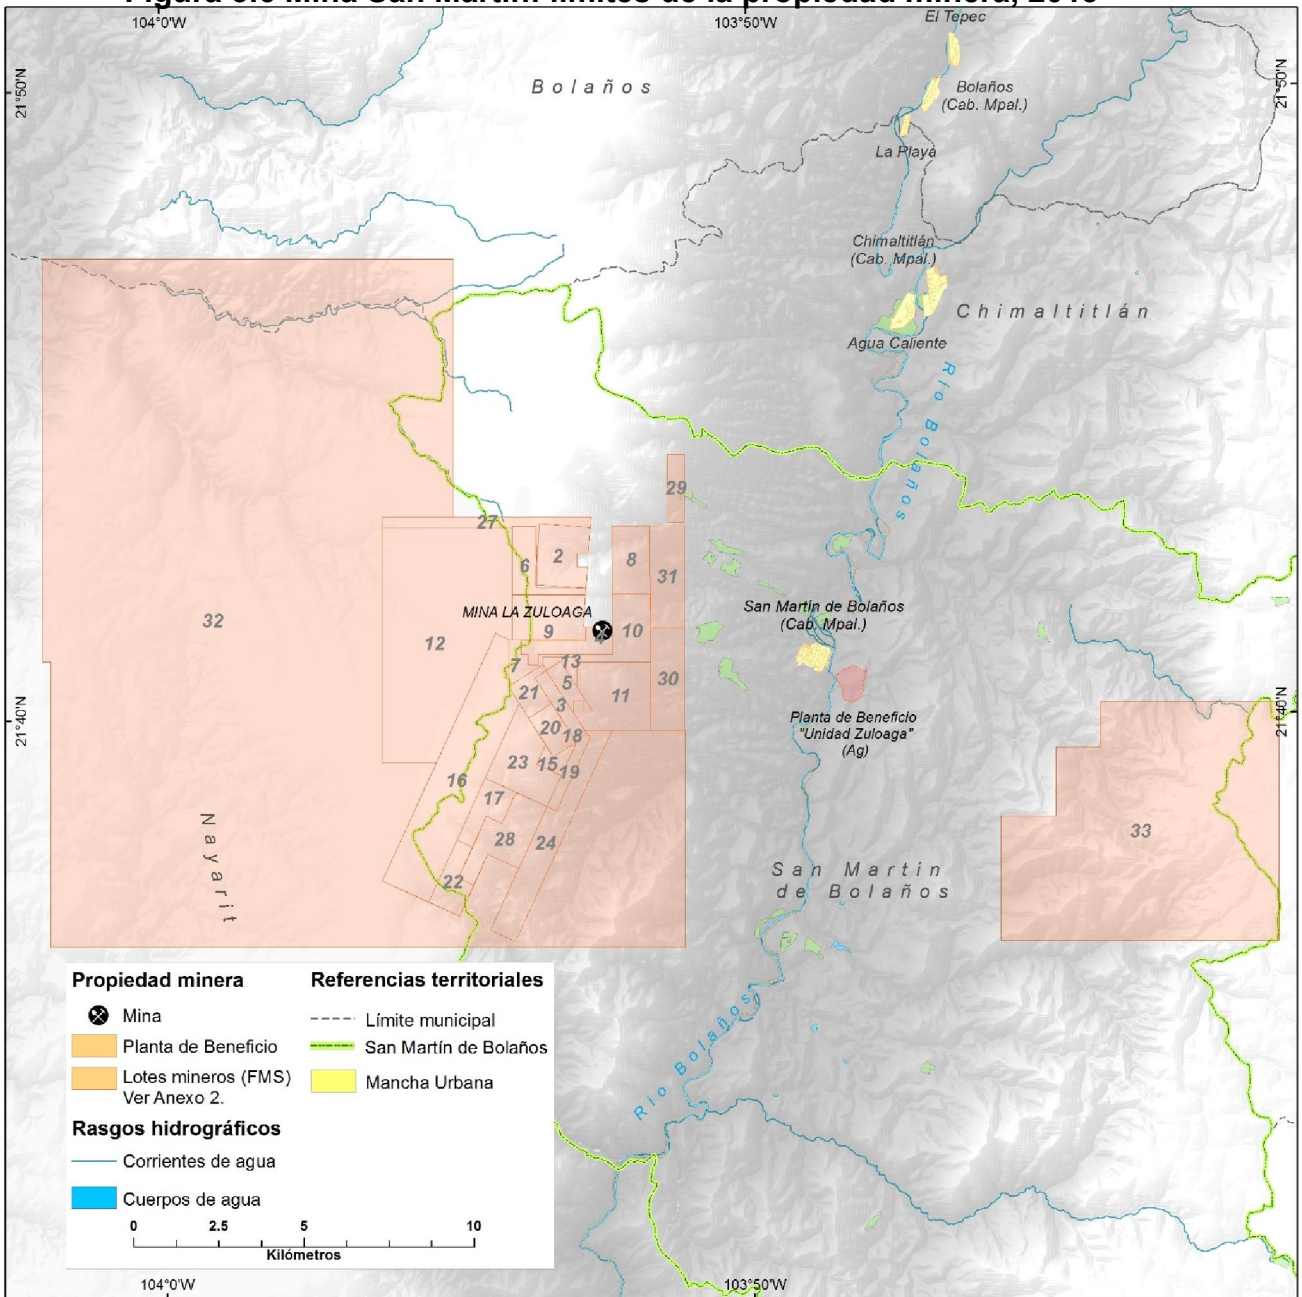 104°0'W
103°50'W
El Tepec
21°50'N
21°50'N
Bolaños
Bolaños
(Cab. Mpal.)
La Playa
Chimaltitlán
(Cab. Mpal.)
Chimaltitlán
Agua Caliente
Río Bolaños
29
27
2
6
8
31
MINA LA ZULOAGA
San Martín de Bolaños
(Cab. Mpal.)
32
12
9
4
10
7
13
5
30
21
11
3
20
18
Planta de Beneficio
"Unidad Zuloaga"
(Ag)
21°40'N
21°40'N
23
15
19
16
17
28
24
33
Nayarit
22
San Martín
de Bolaños
Río Bolaños
Propiedad minera
Mina
Planta de Beneficio
Lotes mineros (FMS)
Ver Anexo 2.
Rasgos hidrográficos
Corrientes de agua
Cuerpos de agua
Referencias territoriales
Límite municipal
San Martín de Bolaños
Mancha Urbana
0 2.5 5 10
Kilómetros
104°0'W
103°50'W